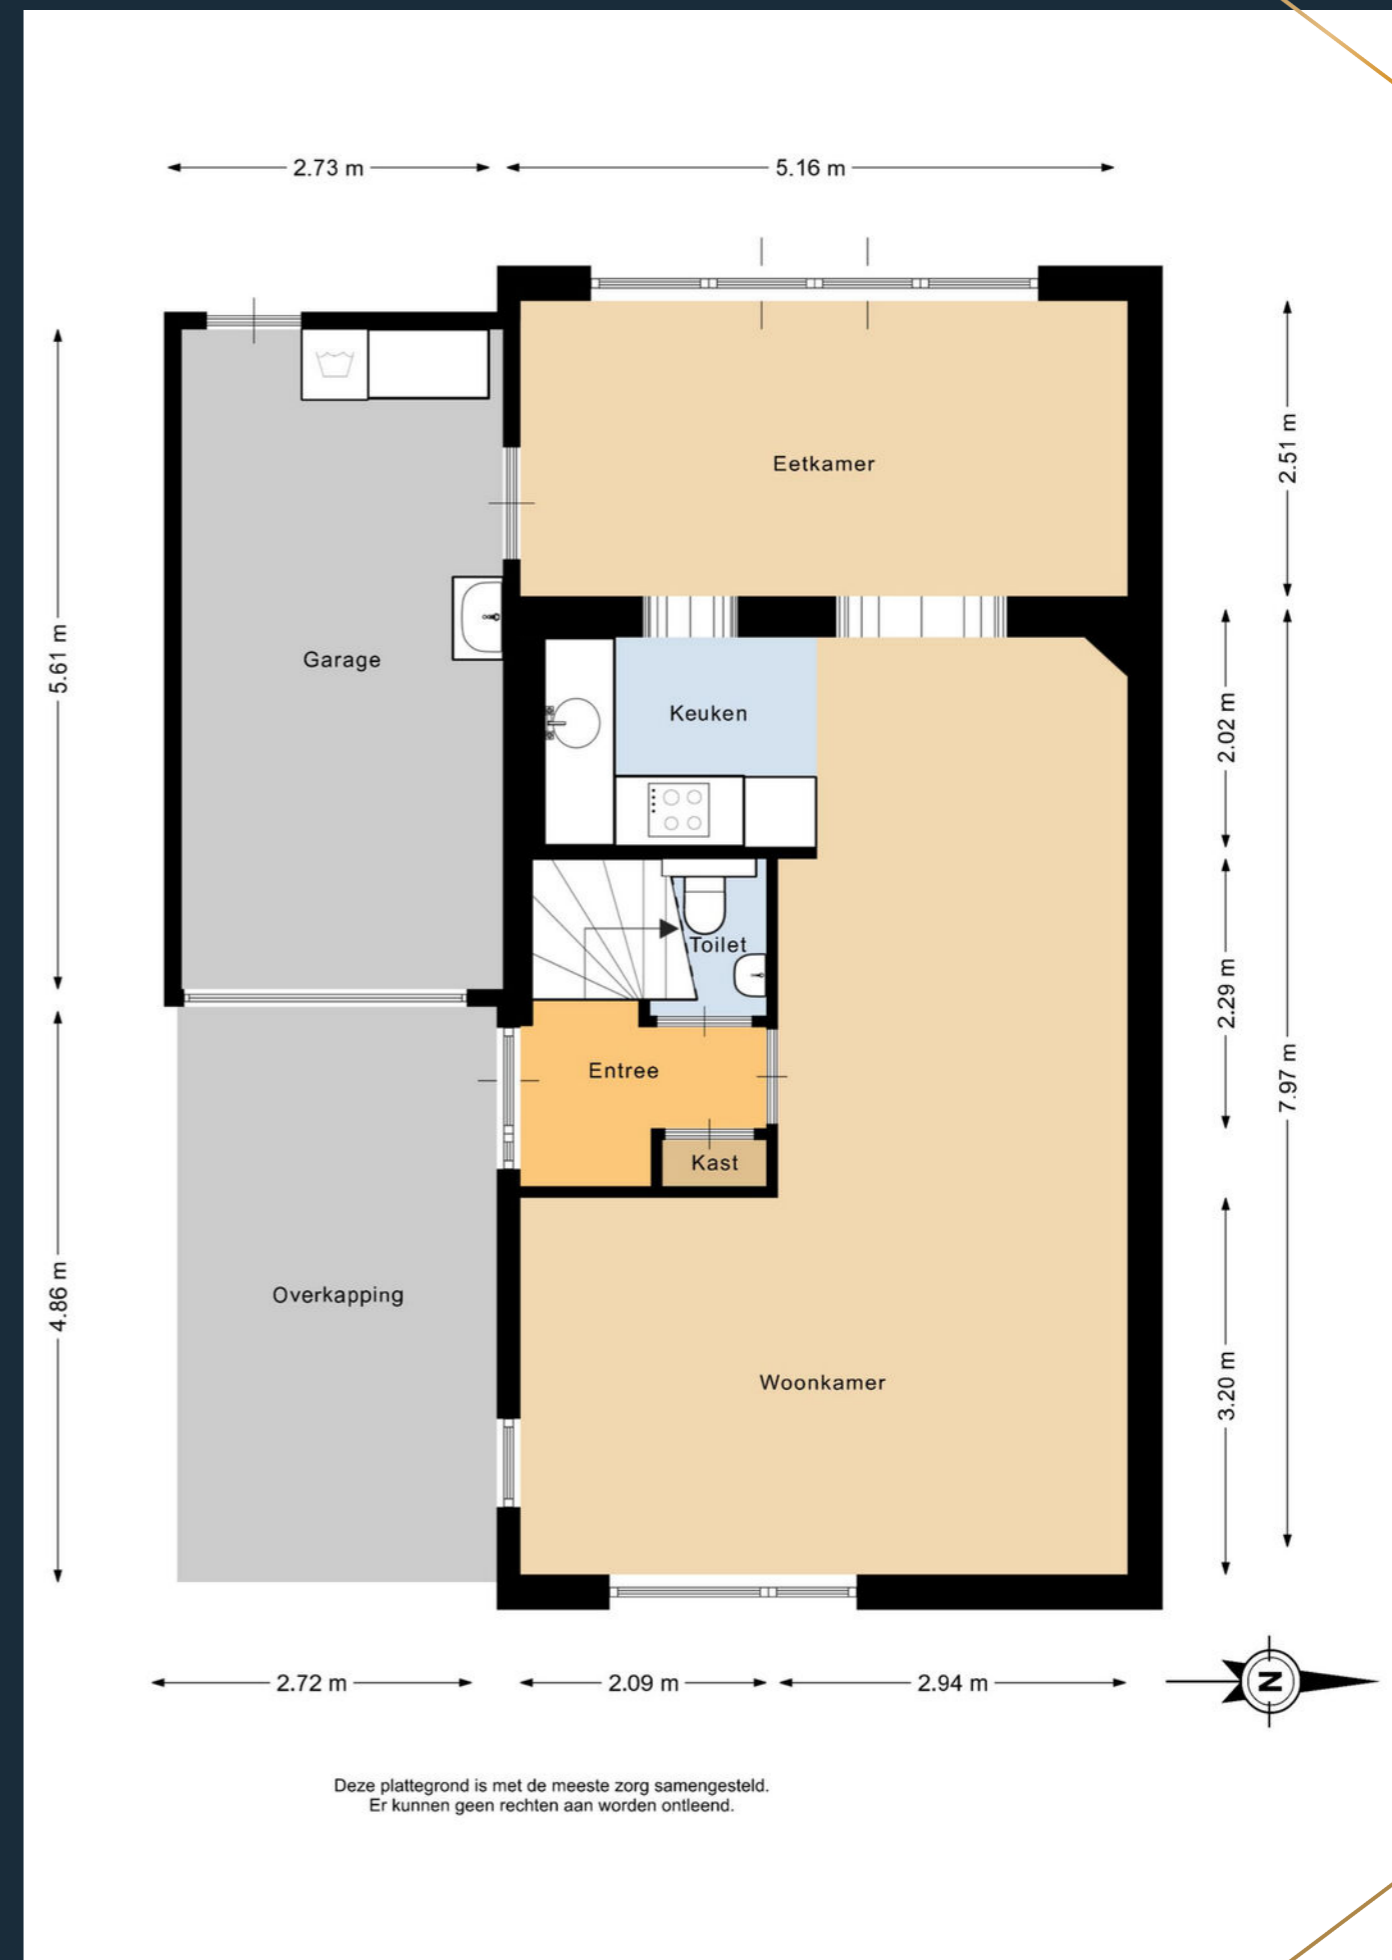 2.73 m
5.16 m
Eetkamer
2.51 m
5.61 m
Garage
Keuken
2.02 m
Toilet
2.29 m
Entree
7.97 m
Kast
4.86 m
Overkapping
Woonkamer
3.20 m
2.72 m
2.09 m
2.94 m
N
Deze plattegrond is met de meeste zorg samengesteld.
Er kunnen geen rechten aan worden ontleend.